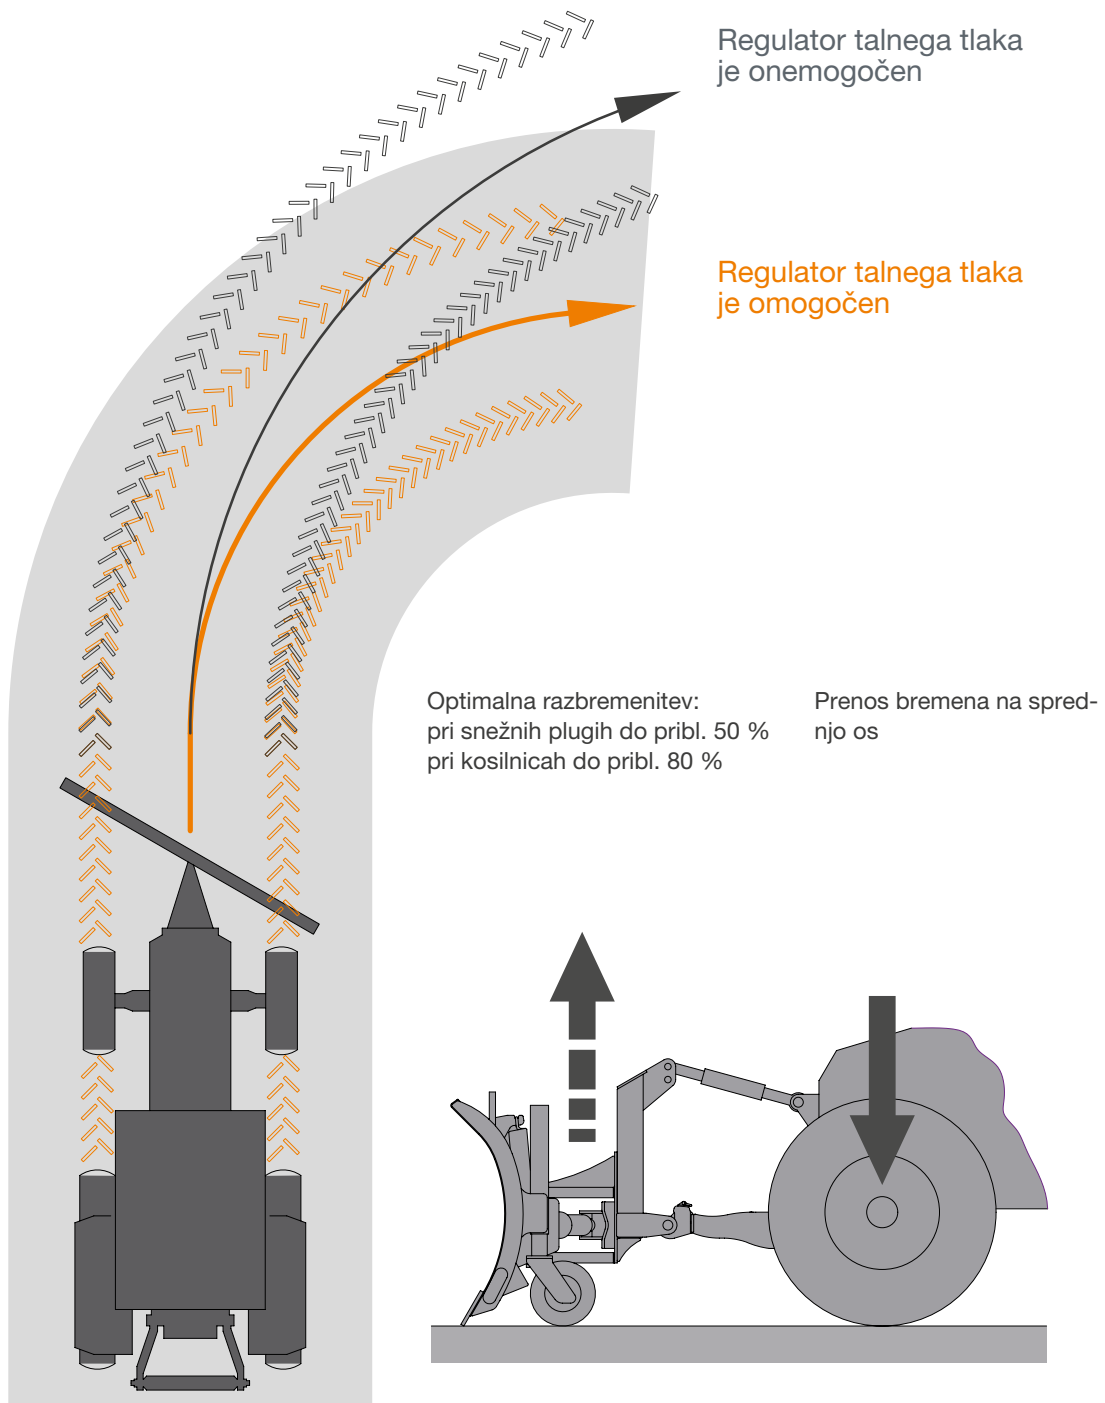 Regulator talnega tlaka
je onemogočen
Regulator talnega tlaka
je omogočen
Optimalna razbremenitev:
pri snežnih plugih do pribl. 50 %
pri kosilnicah do pribl. 80 %
Prenos bremena na spred-
njo os